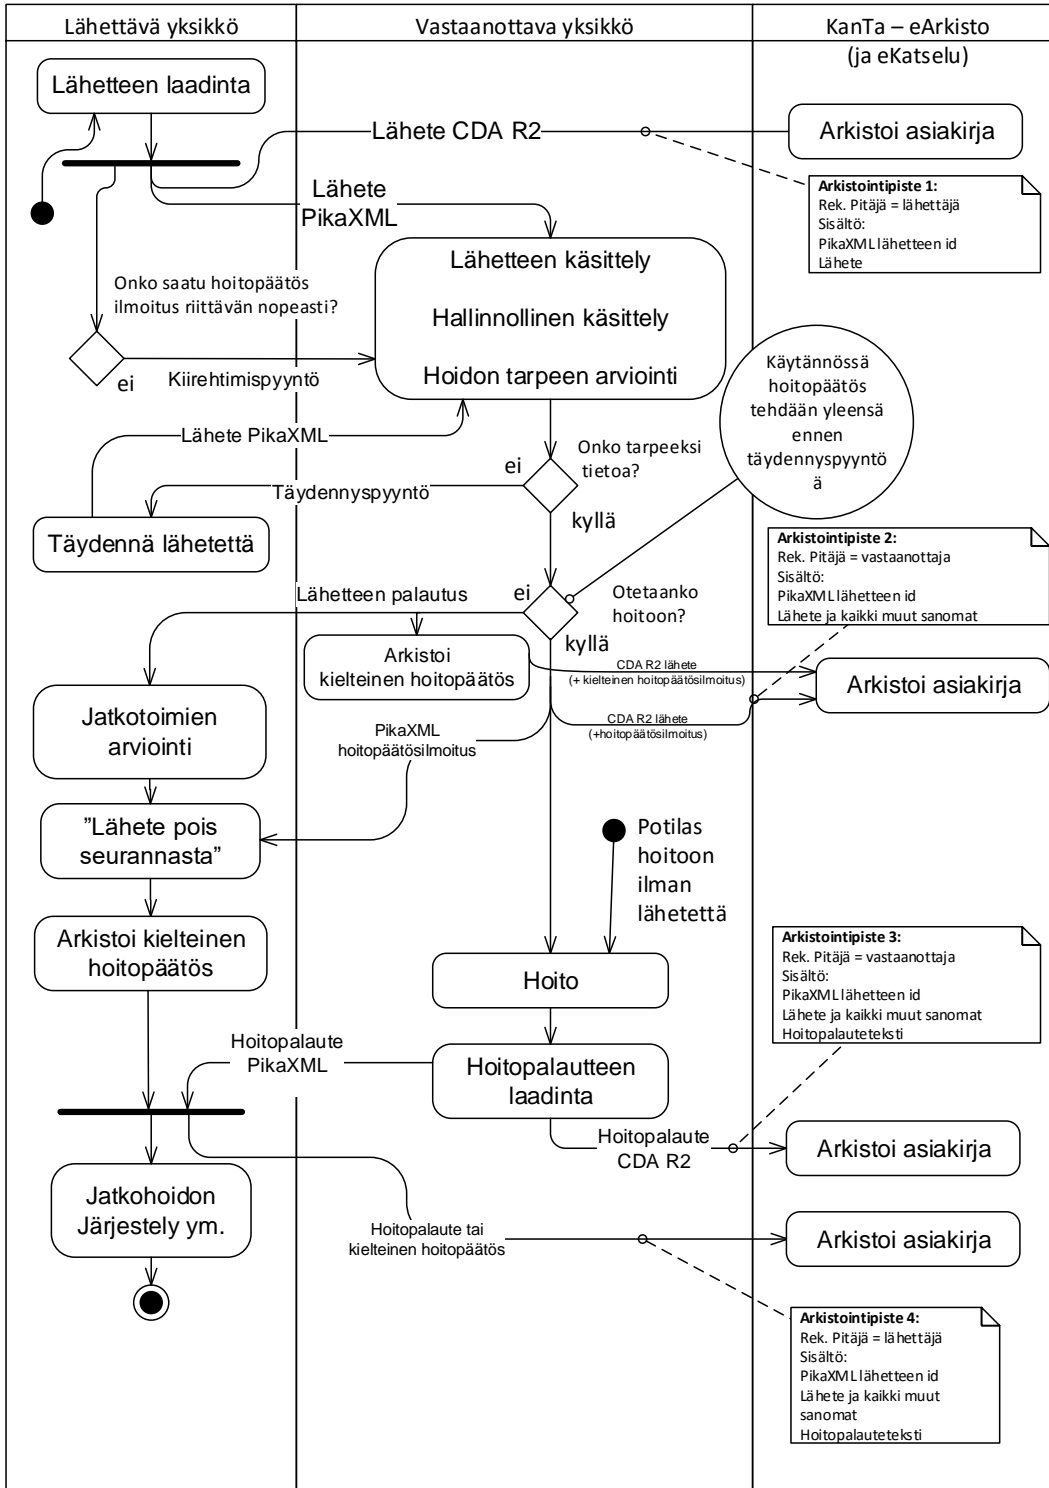 Lähettävä yksikkö
Vastaanottava yksikkö
KanTa – eArkisto
(ja eKatselu)
Lähetteen laadinta
Lähete CDA R2
Arkistoi asiakirja
Arkistointipiste 1:
Rek. Pitäjä = lähettäjä
Sisältö:
PikaXML lähetteen id
Lähete
Lähete
PikaXML
Lähetteen käsittely
Hallinnollinen käsittely
Hoidon tarpeen arviointi
Onko saatu hoitopäätös
ilmoitus riittävän nopeasti?
ei
Kiirehtimispyyntö
Käytännössä
hoitopäätös
tehdään yleensä
ennen
täydennyspyyntö
ä
Lähete PikaXML
Onko tarpeeksi
tietoa?
ei
Täydennyspyyntö
kyllä
Täydennä lähetettä
Arkistointipiste 2:
Rek. Pitäjä = vastaanottaja
Sisältö:
PikaXML lähetteen id
Lähete ja kaikki muut sanomat
Lähetteen palautus
ei
Otetaanko
hoitoon?
kyllä
Arkistoi
kielteinen hoitopäätös
CDA R2 lähete
(+ kielteinen hoitopäätösilmoitus)
Arkistoi asiakirja
Jatkotoimien
arviointi
PikaXML
hoitopäätösilmoitus
CDA R2 lähete
(+hoitopäätösilmoitus)
”Lähete pois
seurannasta”
Potilas
hoitoon
ilman
lähetettä
Arkistoi kielteinen
hoitopäätös
Hoito
Arkistointipiste 3:
Rek. Pitäjä = vastaanottaja
Sisältö:
PikaXML lähetteen id
Lähete ja kaikki muut sanomat
Hoitopalauteteksti
Hoitopalaute
PikaXML
Hoitopalautteen
laadinta
Hoitopalaute
CDA R2
Arkistoi asiakirja
Jatkohoidon
Järjestely ym.
Hoitopalaute tai
kielteinen hoitopäätös
Arkistoi asiakirja
Arkistointipiste 4:
Rek. Pitäjä = lähettäjä
Sisältö:
PikaXML lähetteen id
Lähete ja kaikki muut
sanomat
Hoitopalauteteksti